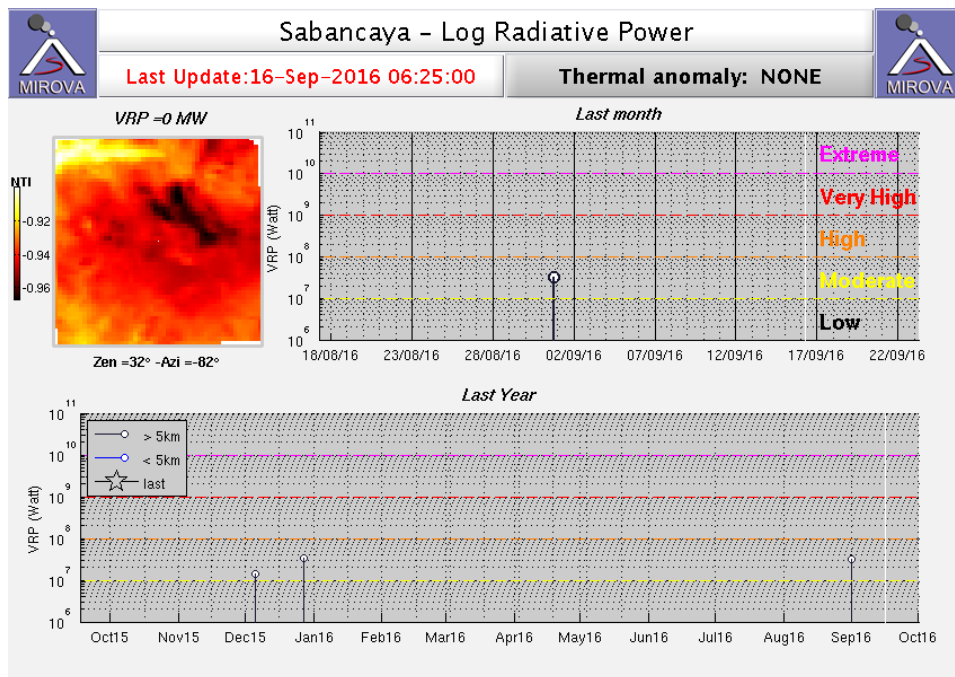 Sabancaya - Log Radiative Power
MIROVA
MIROVA
Last Update:16-Sep-2016 06:25:00
Thermal anomaly: NONE
VRP =0 MW
NTI
-0.92
-0.94
-0.96
Zen =32° -Azi =-82°
Last month
VRP (Watt)
10 11
10 10
10 9
10 8
10 7
10 6
Extreme
Very High
High
Moderate
Low
18/08/16 23/08/16 28/08/16 02/09/16 07/09/16 12/09/16 17/09/16 22/09/16
Last Year
VRP (Watt)
10 11
10 10
10 9
10 8
10 7
10 6
> 5km
< 5km
last
Oct15 Nov15 Dec15 Jan16 Feb16 Mar16 Apr16 May16 Jun16 Jul16 Aug16 Sep16 Oct16